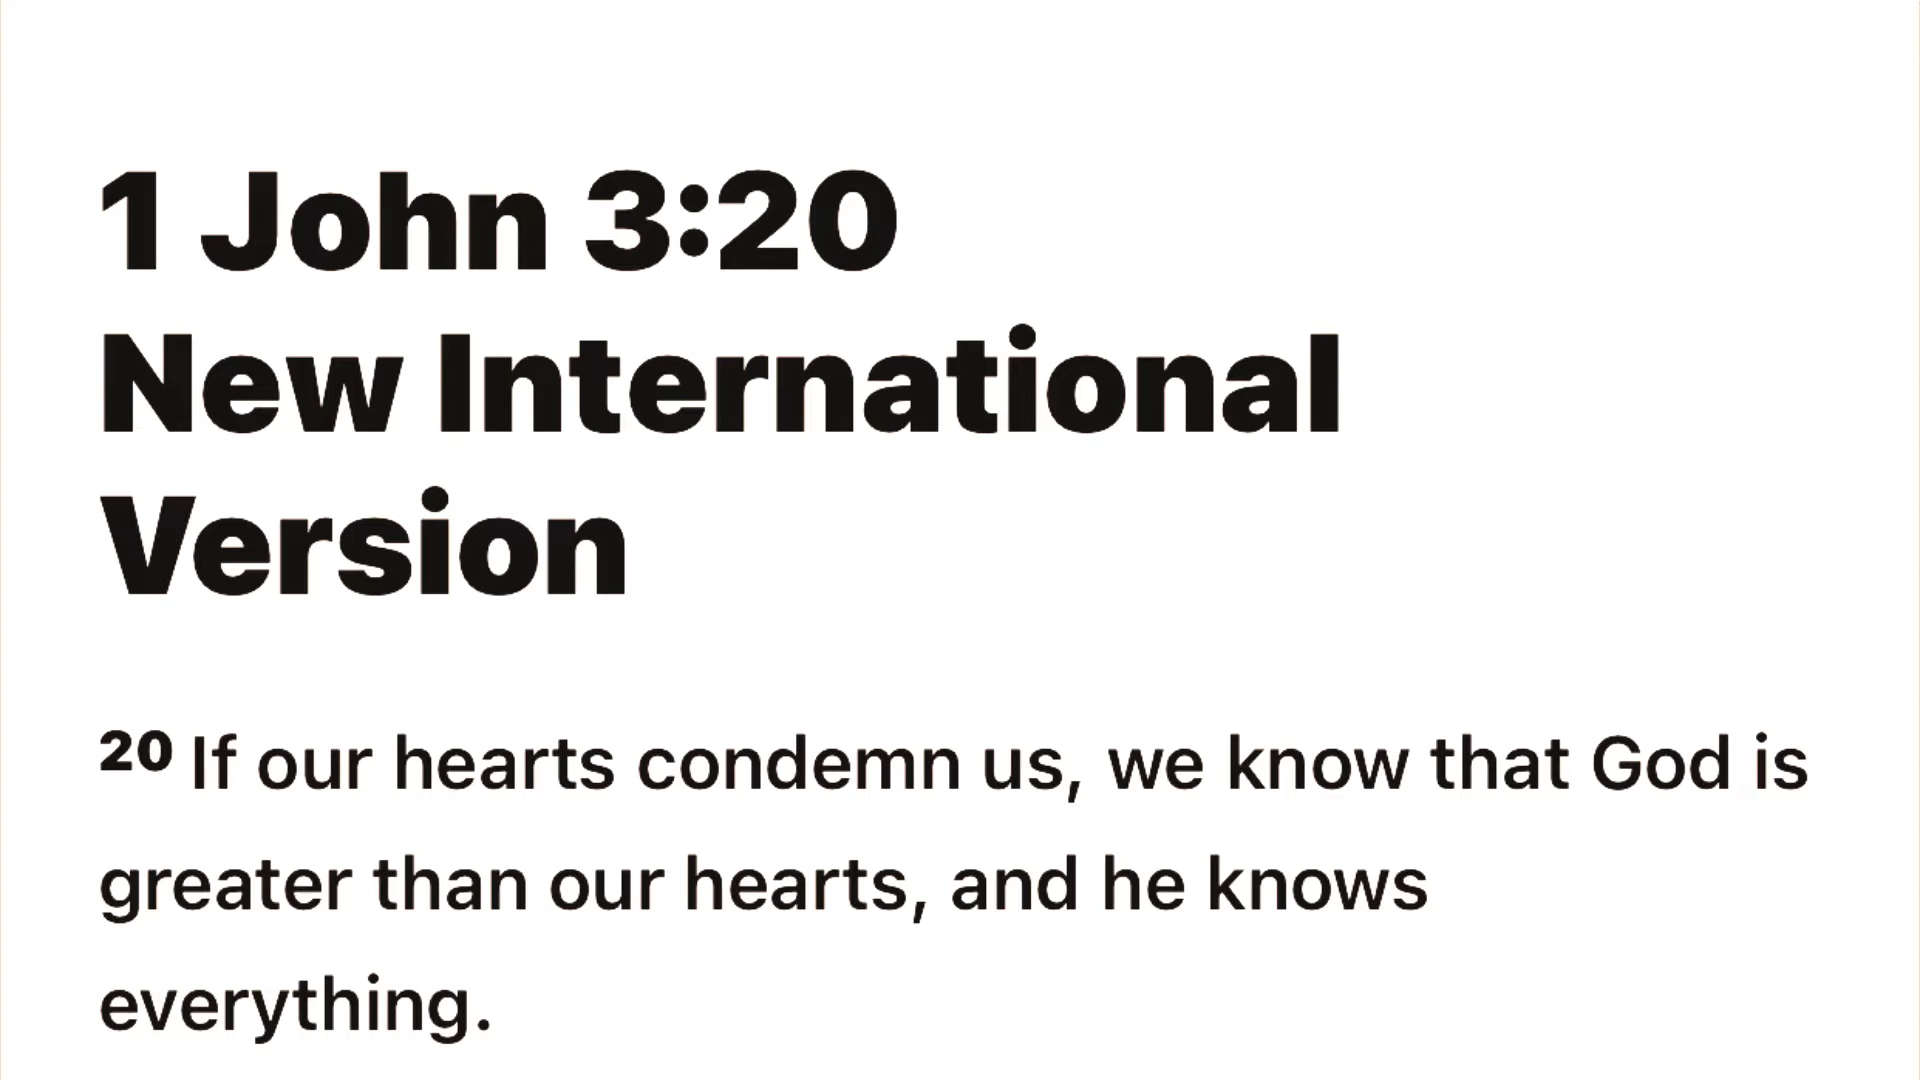 1 John 3:20
New International
Version
20 If our hearts condemn us, we know that God is
greater than our hearts, and he knows
everything.